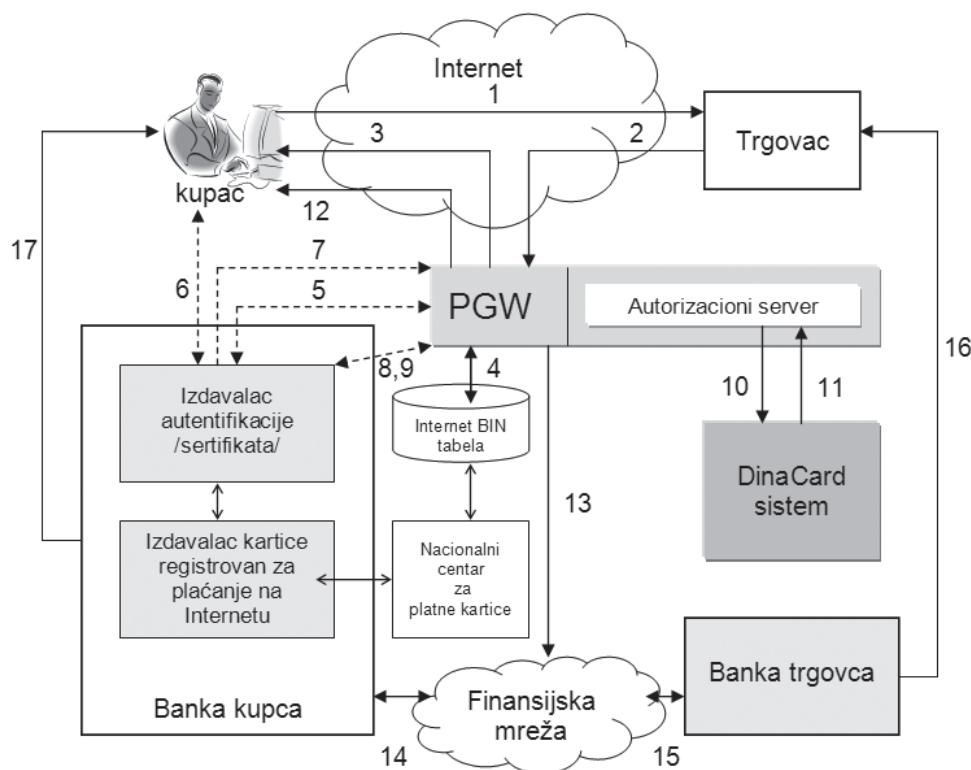 Internet
1
3
2
Trgovac
kupac
12
17
7
6
5
PGW
Autorizacioni server
16
8,9
4
10
11
Izdavalac
autentifikacije
/sertifikata/
Internet BIN
tabela
DinaCard
sistem
13
Izdavalac kartice
registrovan za
plaćanje na
Internetu
Nacionalni
centar
za
platne kartice
Banka kupca
Finansijska
mreža
Banka trgovca
14
15